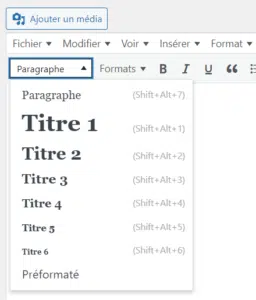 Ajouter un média
Fichier Modifier Voir Insérer Format
Paragraphe Formats B I U
Paragraphe (Shift+Alt+7)
Titre 1 (Shift+Alt+1)
Titre 2 (Shift+Alt+2)
Titre 3 (Shift+Alt+3)
Titre 4 (Shift+Alt+4)
Titre 5 (Shift+Alt+5)
Titre 6 (Shift+Alt+6)
Préformaté